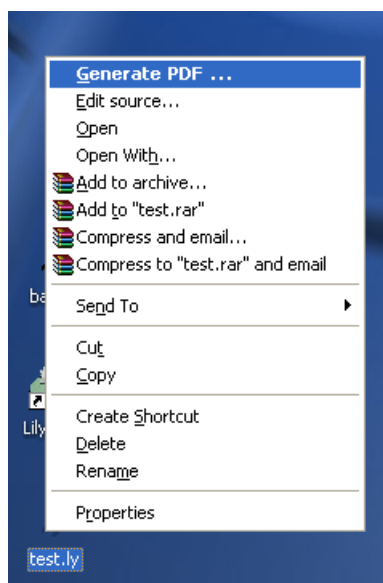 Generate PDF ...
Edit source...
Open
Open With...
Add to archive...
Add to "test.rar"
Compress and email...
Compress to "test.rar" and email
ba
Send To
Cut
Copy
Lily
Create Shortcut
Delete
Rename
Properties
test.ly